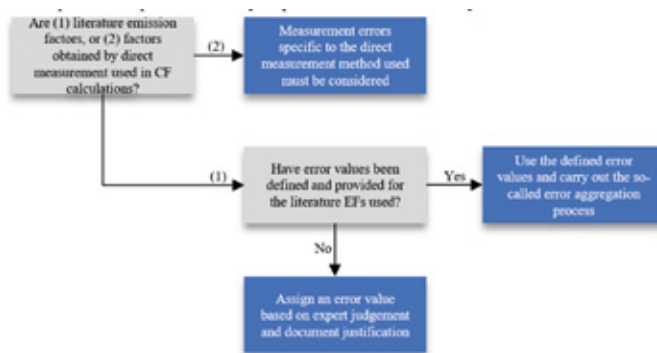 Are (1) literature emission
factors, or (2) factors
obtained by direct
measurement used in CF
calculations?
(2)
Measurement errors
specific to the direct
measurement method used
must be considered
(1)
Have error values been
defined and provided for
the literature EFs used?
Yes
Use the defined error
values and carry out the so-
called error aggregation
process
No
Assign an error value
based on expert judgement
and document justification